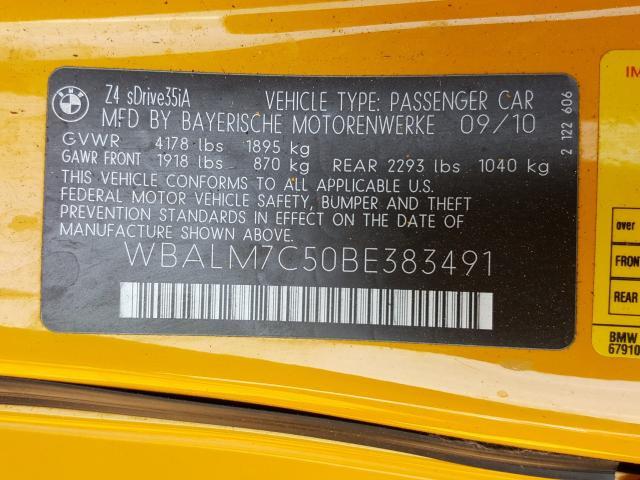 BMW
Z4 sDrive35iA VEHICLE TYPE: PASSENGER CAR
MFD BY BAYERISCHE MOTORENWERKE 09/10
GVWR 4178 lbs 1895 kg
GAWR FRONT 1918 lbs 870 kg REAR 2293 lbs 1040 kg
THIS VEHICLE CONFORMS TO ALL APPLICABLE U.S.
FEDERAL MOTOR VEHICLE SAFETY, BUMPER AND THEFT
PREVENTION STANDARDS IN EFFECT ON THE DATE OF
MANUFACTURE SHOWN ABOVE.
WBALM7C50BE383491
2 122 606
IM
over
BMW
67910